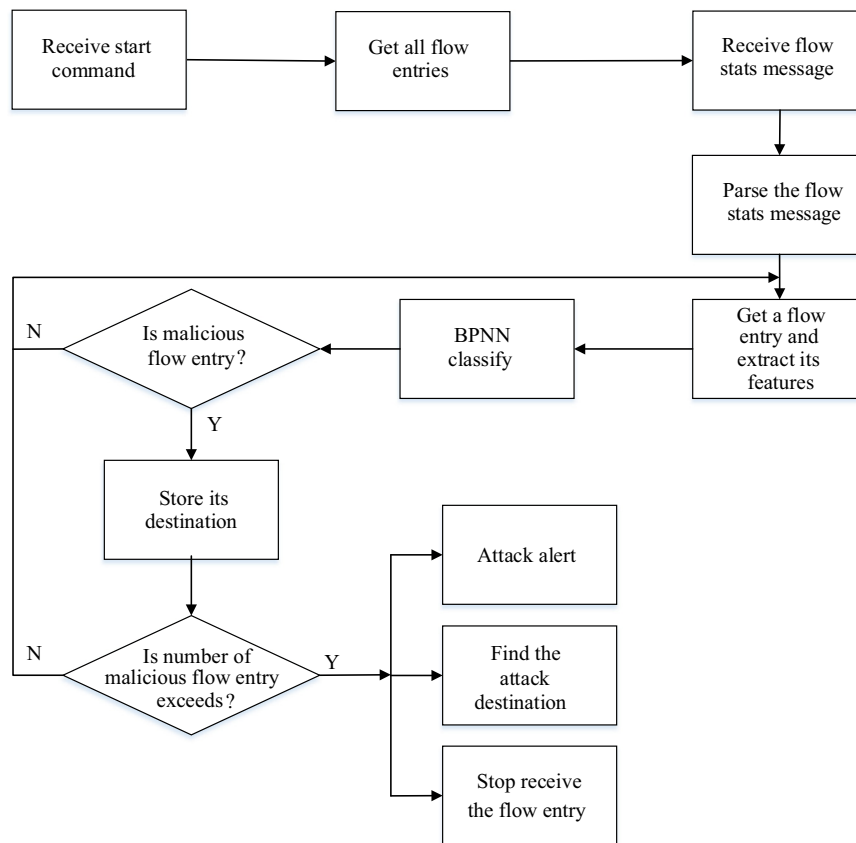 Receive start
command
Get all flow
entries
Receive flow
stats message
Parse the flow
stats message
Get a flow
entry and
extract its
features
BPNN
classify
Is malicious
flow entry?
N
Y
Store its
destination
Is number of
malicious flow entry
exceeds?
N
Y
Attack alert
Find the
attack
destination
Stop receive
the flow entry